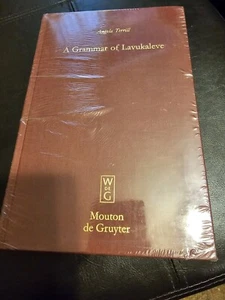 Angela Terrill
A Grammar of Lavukaleve
W
DE
G
Mouton
de Gruyter